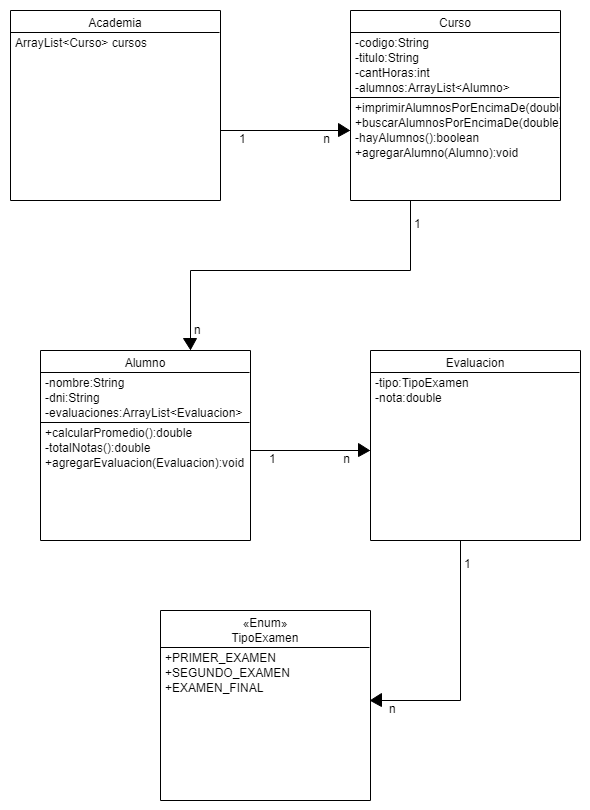 Academia
ArrayList<Curso> cursos
Curso
-codigo:String
-titulo:String
-cantHoras:int
-alumnos:ArrayList<Alumno>
+imprimirAlumnosPorEncimaDe(doubl
+buscarAlumnosPorEncimaDe(double
-hayAlumnos():boolean
+agregarAlumno(Alumno):void
1
n
1
n
Alumno
-nombre:String
-dni:String
-evaluaciones:ArrayList<Evaluacion>
+calcularPromedio():double
-totalNotas():double
+agregarEvaluacion(Evaluacion):void
1
n
Evaluacion
-tipo:TipoExamen
-nota:double
1
n
«Enum»
TipoExamen
+PRIMER_EXAMEN
+SEGUNDO_EXAMEN
+EXAMEN_FINAL